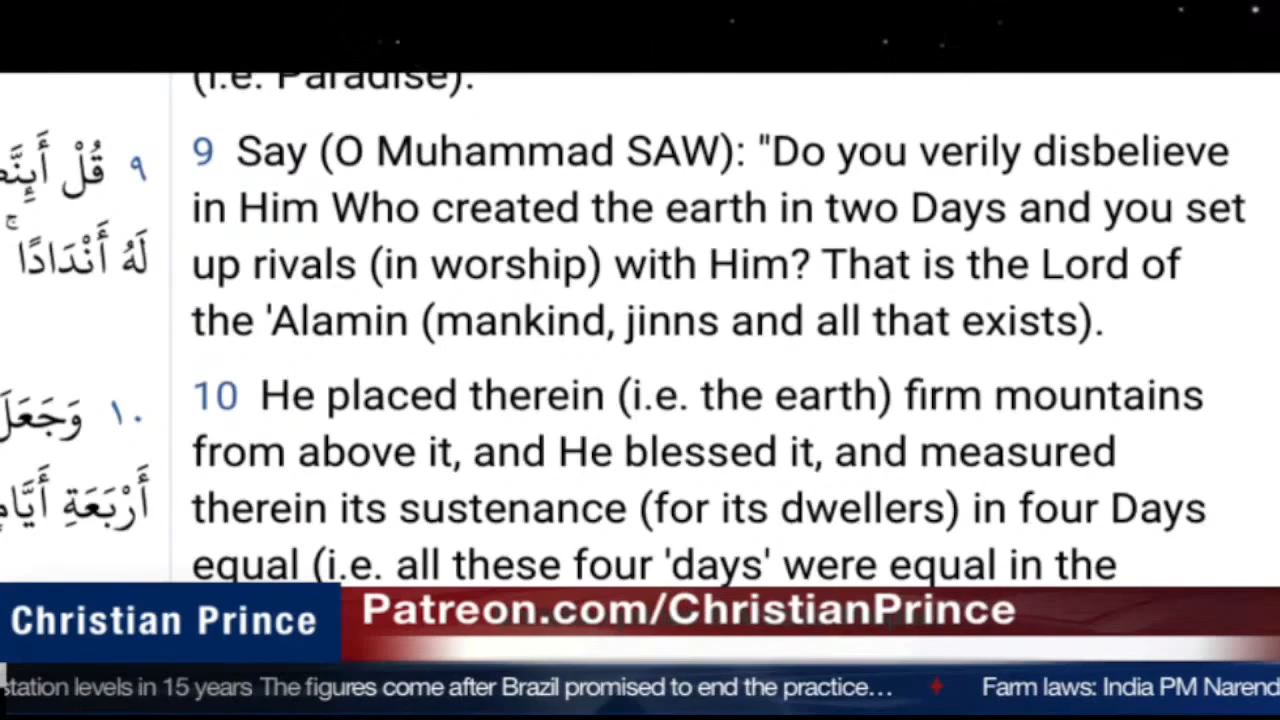 (i.e. Paradise).
9 Say (O Muhammad SAW): "Do you verily disbelieve
in Him Who created the earth in two Days and you set
up rivals (in worship) with Him? That is the Lord of
the 'Alamin (mankind, jinns and all that exists).
10 He placed therein (i.e. the earth) firm mountains
from above it, and He blessed it, and measured
therein its sustenance (for its dwellers) in four Days
equal (i.e. all these four 'days' were equal in the
٩ قُلْ
لَهُ أَنْدَادًا ۚ
١٠ وَجَعَلَ
أَرْبَعَةِ
Christian Prince
Patreon.com/ChristianPrince
levels in 15 years The figures come after Brazil promised to end the practice... Farm laws: India PM